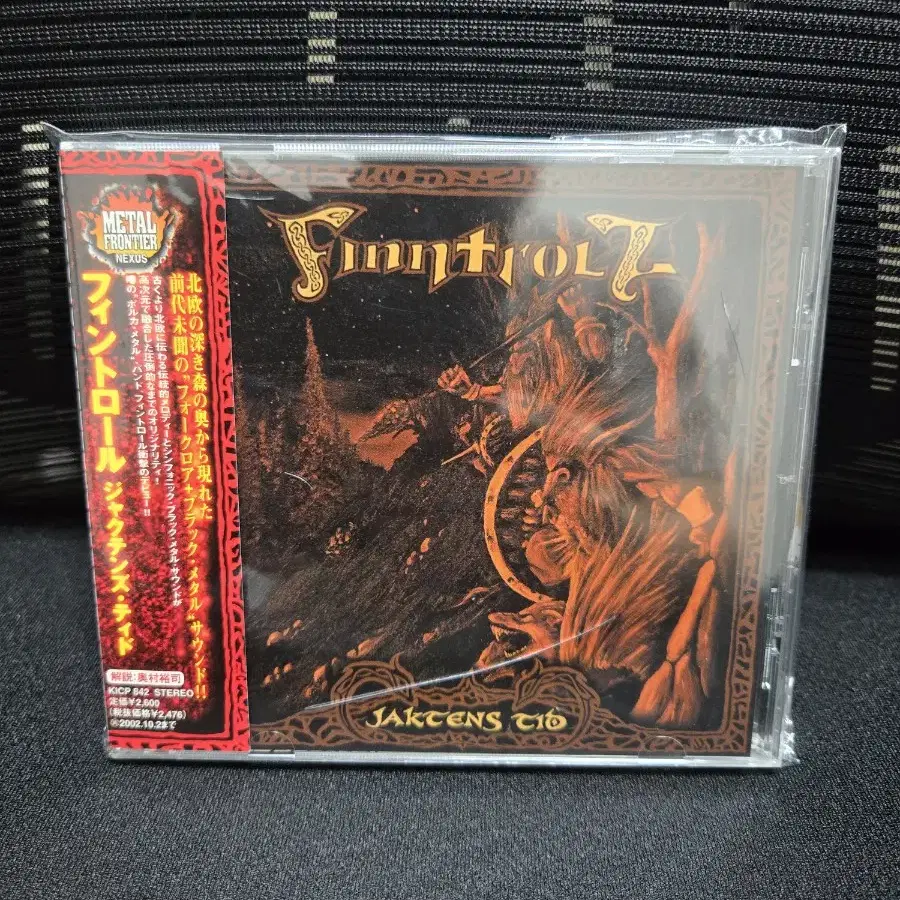 METAL
FRONTIER
NEXUS
北欧の深き森の奥から現れた
前代未聞の"フォークロア+ブラック・メタル"サウンド!!
古くより北欧に伝わる伝統的メロディーとシンフォニック・ブラック・メタル・サウンドが
高次元で融合した圧倒的なまでのオリジナリティ!
噂の"ポルカ・メタル"バンド フィントロール衝撃のデビュー!!
フィントロール ジャクテンズ・ティド
解説:奥村裕司
KICP 842 STEREO
定価¥2,600
(税抜価格¥2,476)
2002.10.2まで
Finntroll
JAKTENS TID